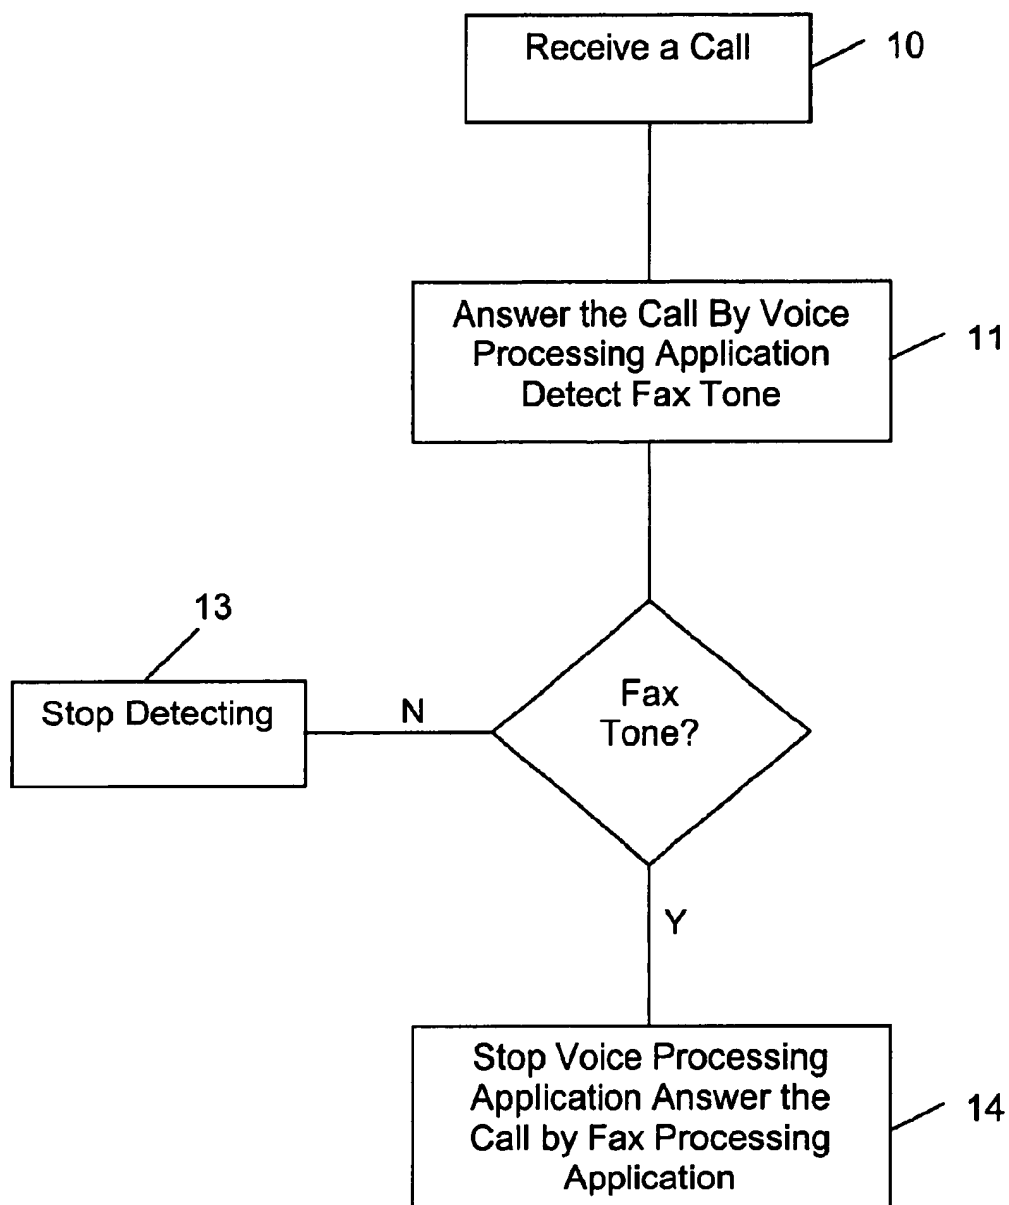 Receive a Call
10
Answer the Call By Voice
Processing Application
Detect Fax Tone
11
Fax
Tone?
N
13
Stop Detecting
Y
Stop Voice Processing
Application Answer the
Call by Fax Processing
Application
14